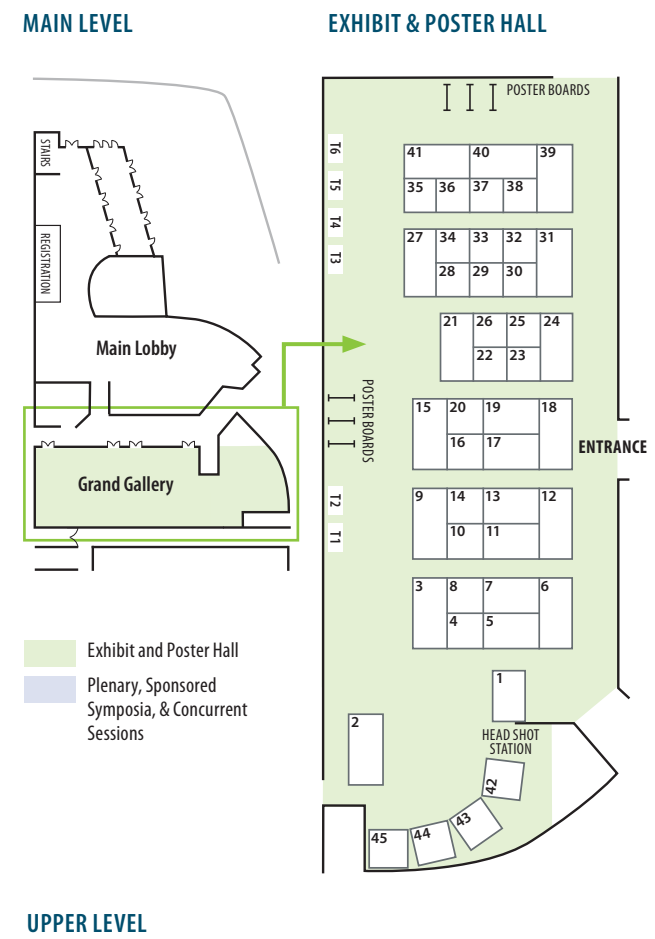 MAIN LEVEL
EXHIBIT & POSTER HALL
STAIRS
REGISTRATION
Main Lobby
Grand Gallery
Exhibit and Poster Hall
Plenary, Sponsored
Symposia, & Concurrent
Sessions
POSTER BOARDS
T6
T5
T4
T3
41 40 39
35 36 37 38
27 34 33 32 31
28 29 30
21 26 25 24
22 23
POSTER BOARDS
15 20 19 18
16 17
ENTRANCE
T2
T1
9 14 13 12
10 11
3 8 7 6
4 5
1
2
HEAD SHOT
STATION
42
43
44
45
UPPER LEVEL